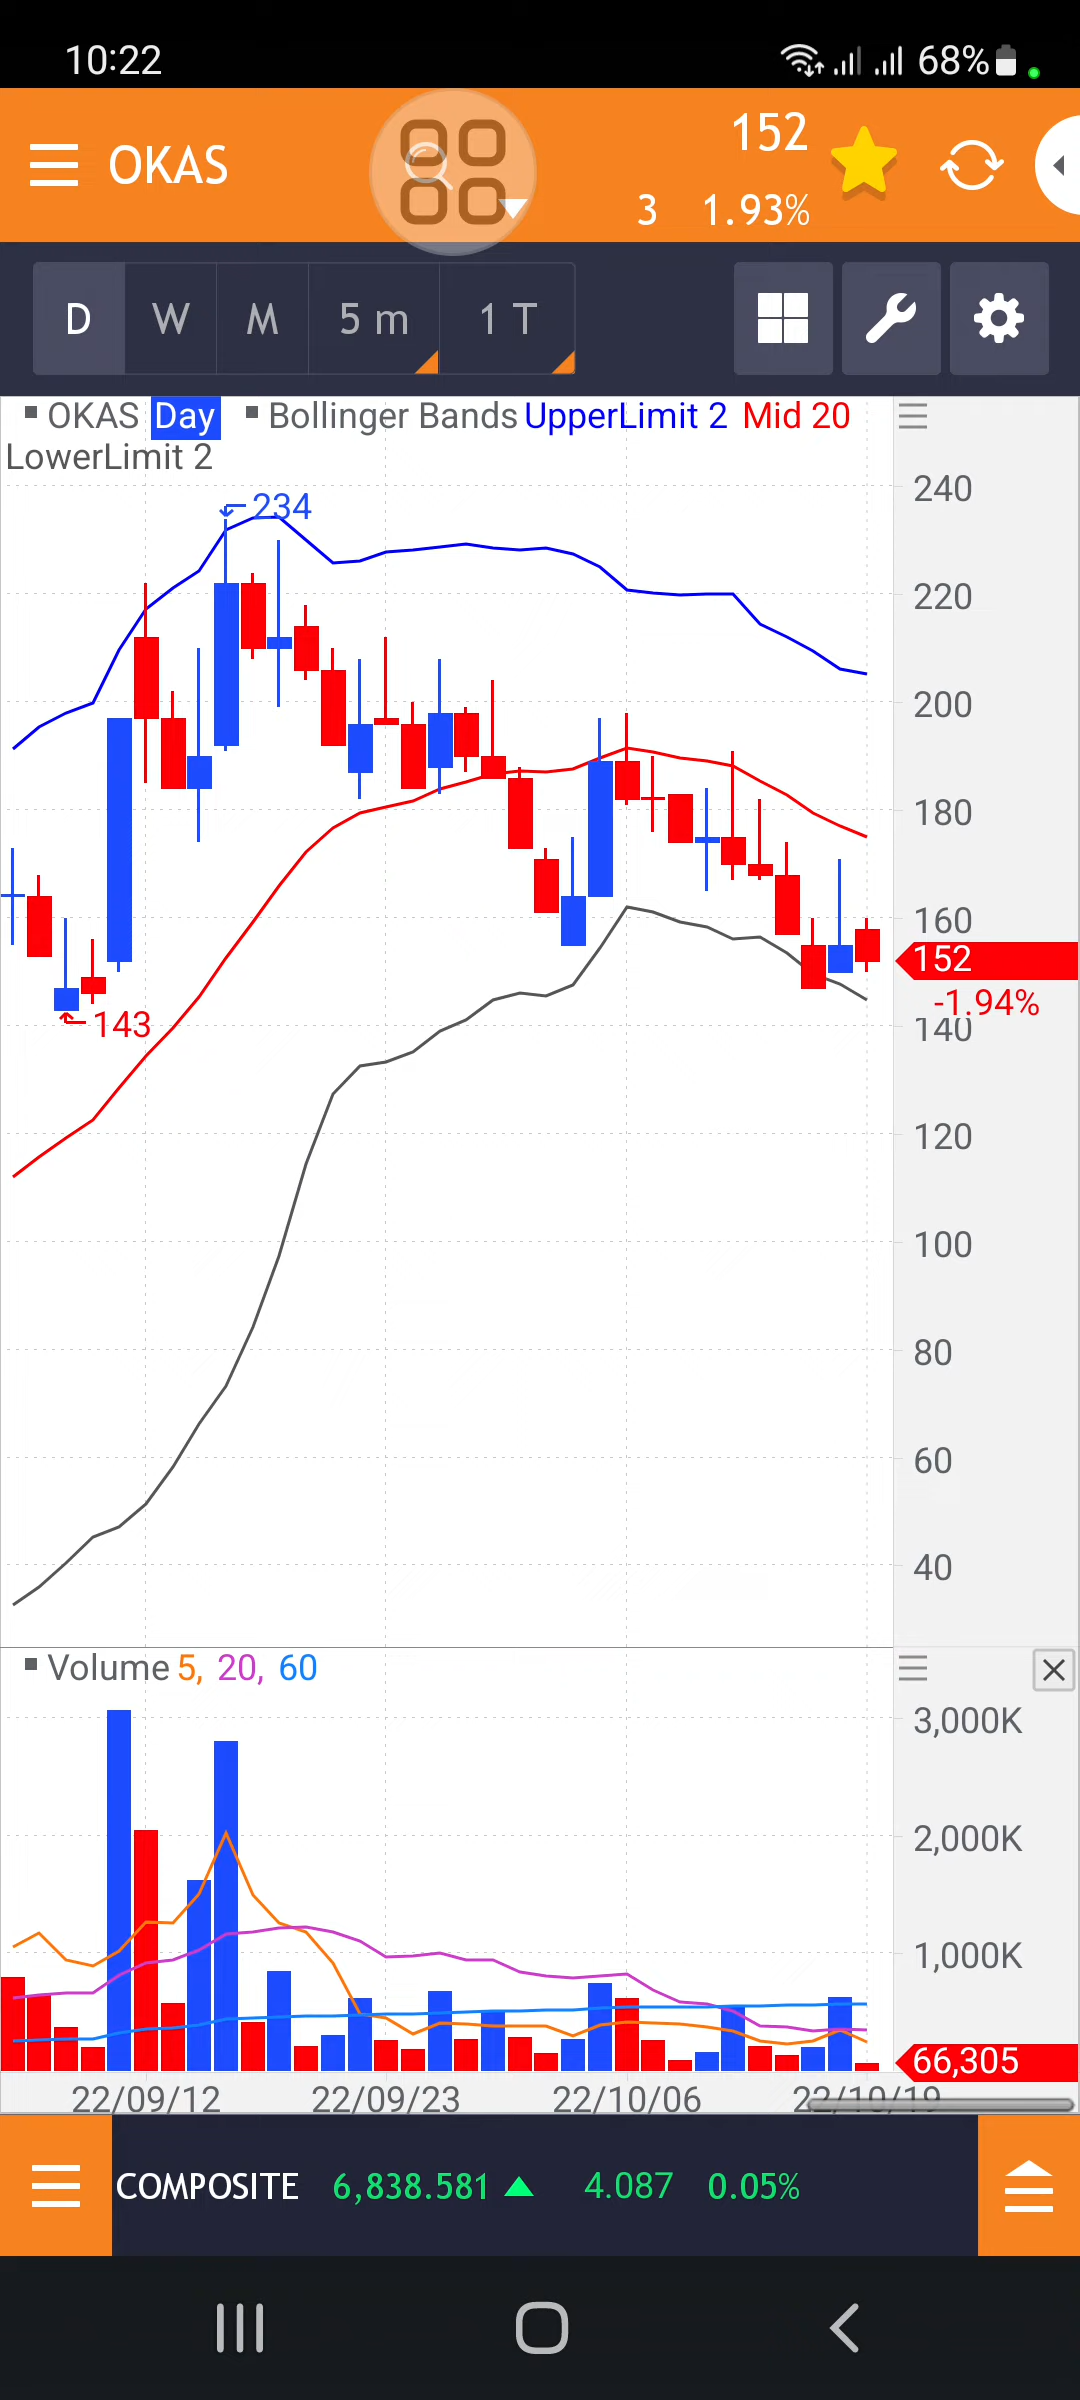 10:22 68%
OKAS 152
3 1.93%
D W M 5 m 1 T
OKAS Day Bollinger Bands UpperLimit 2 Mid 20
LowerLimit 2
240
234
220
200
180
160
152
-1.94%
143
140
120
100
80
60
40
Volume 5, 20, 60
3,000K
2,000K
1,000K
66,305
22/09/12 22/09/23 22/10/06 22/10/19
COMPOSITE 6,838.581 ▲ 4.087 0.05%